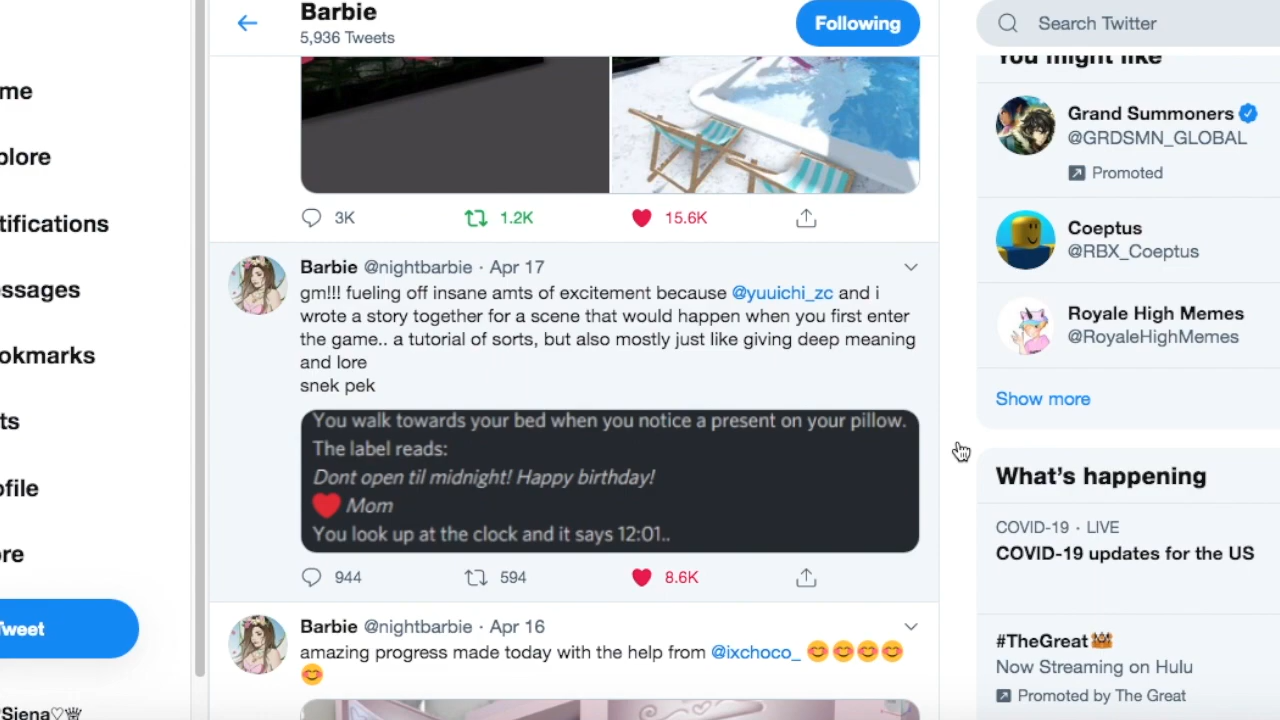 Barbie
5,936 Tweets
Following
Search Twitter
me
plore
tifications
ssages
okmarks
ts
ofile
re
Tweet
Siena♡♕
3K
1.2K
15.6K
Barbie @nightbarbie · Apr 17
gm!!! fueling off insane amts of excitement because @yuuichi_zc and i
wrote a story together for a scene that would happen when you first enter
the game.. a tutorial of sorts, but also mostly just like giving deep meaning
and lore
snek pek
You walk towards your bed when you notice a present on your pillow.
The label reads:
Dont open til midnight! Happy birthday!
❤️ Mom
You look up at the clock and it says 12:01..
944
594
8.6K
Barbie @nightbarbie · Apr 16
amazing progress made today with the help from @ixchoco_ 😊😊😊😊
😊
You might like
Grand Summoners
@GRDSMN_GLOBAL
Promoted
Coeptus
@RBX_Coeptus
Royale High Memes
@RoyaleHighMemes
Show more
What's happening
COVID-19 · LIVE
COVID-19 updates for the US
#TheGreat
Now Streaming on Hulu
Promoted by The Great